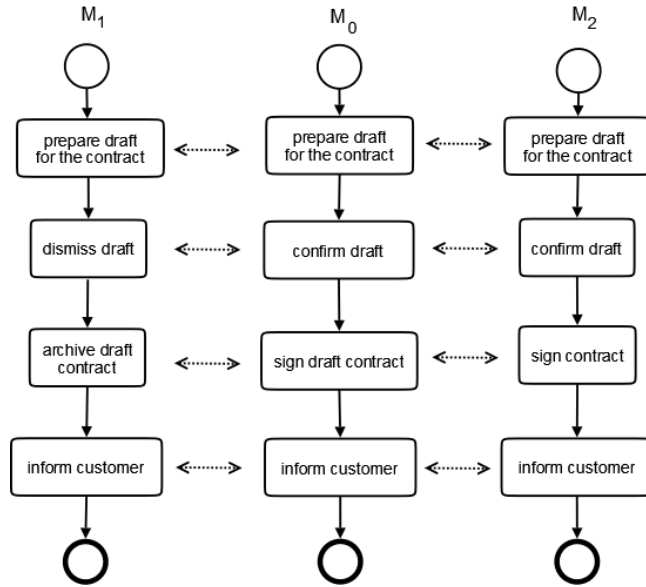 M1
M0
M2
prepare draft
for the contract
prepare draft
for the contract
prepare draft
for the contract
dismiss draft
confirm draft
confirm draft
archive draft
contract
sign draft contract
sign contract
inform customer
inform customer
inform customer